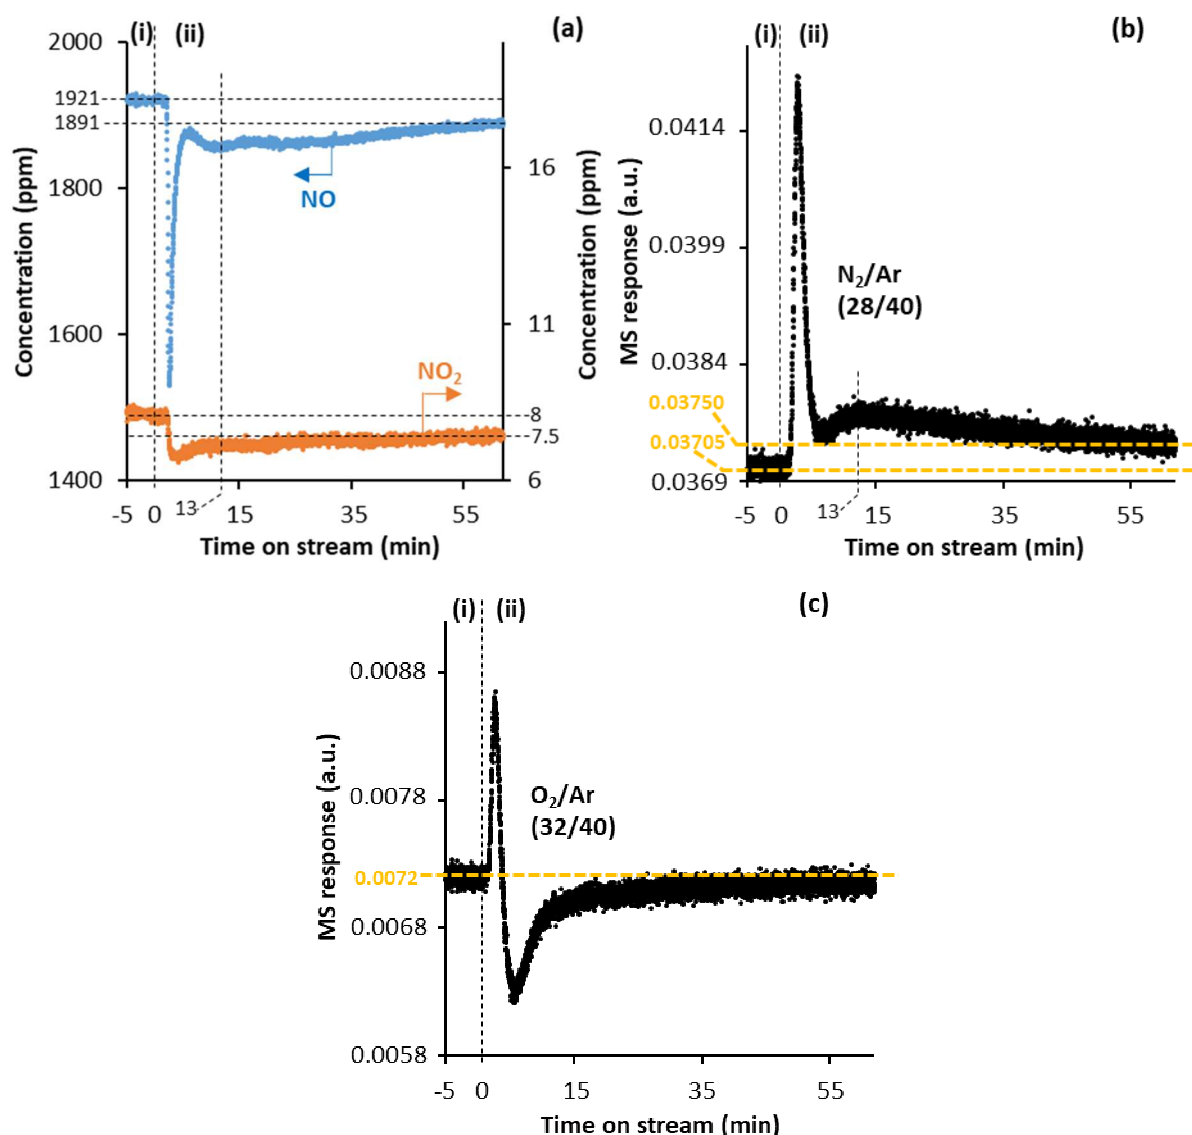 (i) (ii) (a)
2000
1921
1891
1800
1600
1400
16
11
8
7.5
6
NO
NO2
Concentration (ppm)
Concentration (ppm)
-5 0 13 15 35 55
Time on stream (min)
(i) (ii) (b)
0.0414
0.0399
0.0384
0.03750
0.03705
0.0369
N2/Ar
(28/40)
MS response (a.u.)
-5 0 13 15 35 55
Time on stream (min)
(i) (ii) (c)
0.0088
0.0078
0.0072
0.0068
0.0058
O2/Ar
(32/40)
MS response (a.u.)
-5 0 15 35 55
Time on stream (min)